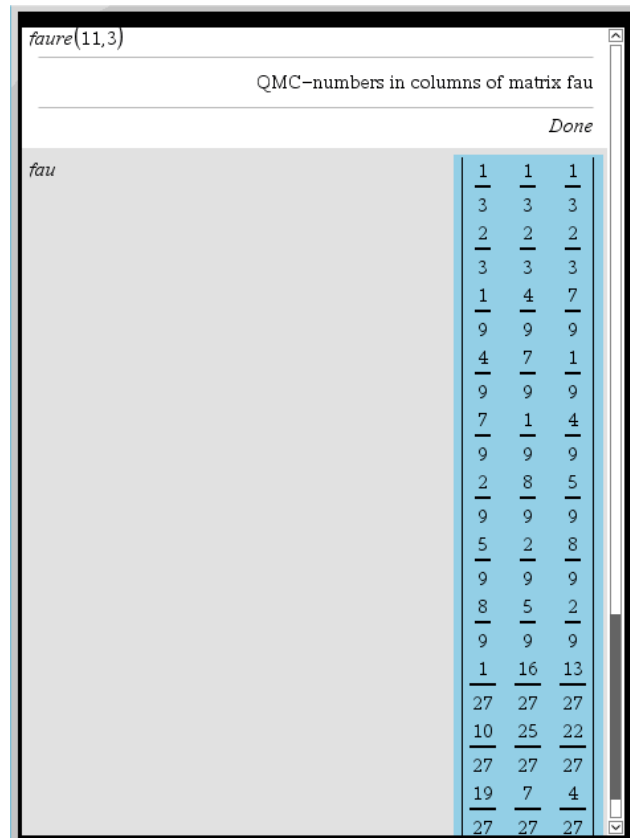 faure(11,3)
QMC−numbers in columns of matrix fau
Done
fau
1 1 1
3 3 3
2 2 2
3 3 3
1 4 7
9 9 9
4 7 1
9 9 9
7 1 4
9 9 9
2 8 5
9 9 9
5 2 8
9 9 9
8 5 2
9 9 9
1 16 13
27 27 27
10 25 22
27 27 27
19 7 4
27 27 27